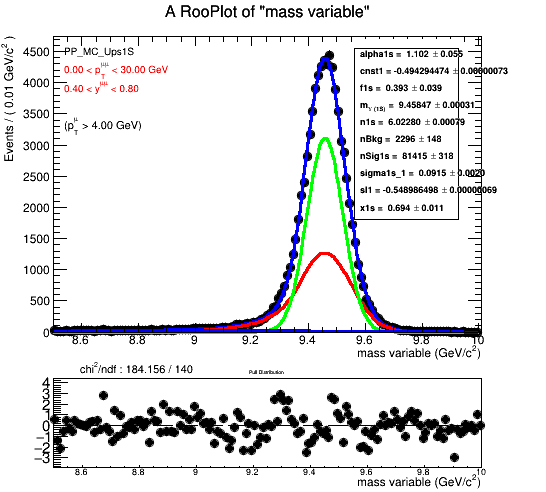 A RooPlot of "mass variable"
Events / ( 0.01 GeV/c² )
4500
4000
3500
3000
2500
2000
1500
1000
500
0
PP_MC_Ups1S
0.00 < p_T^μμ < 30.00 GeV
0.40 < y^μμ < 0.80
(p_T^μ > 4.00 GeV)
alpha1s = 1.102 ± 0.055
cnst1 = -0.494294474 ± 0.00000073
f1s = 0.393 ± 0.039
m_ϒ(1S) = 9.45847 ± 0.00031
n1s = 6.02280 ± 0.00079
nBkg = 2296 ± 148
nSig1s = 81415 ± 318
sigma1s_1 = 0.0915 ± 0.0020
sl1 = -0.548986498 ± 0.00000069
x1s = 0.694 ± 0.011
8.6 8.8 9 9.2 9.4 9.6 9.8 10
mass variable (GeV/c²)
chi²/ndf : 184.156 / 140
Pull Distribution
4
3
2
1
0
−1
−2
−3
8.6 8.8 9 9.2 9.4 9.6 9.8 10
mass variable (GeV/c²)